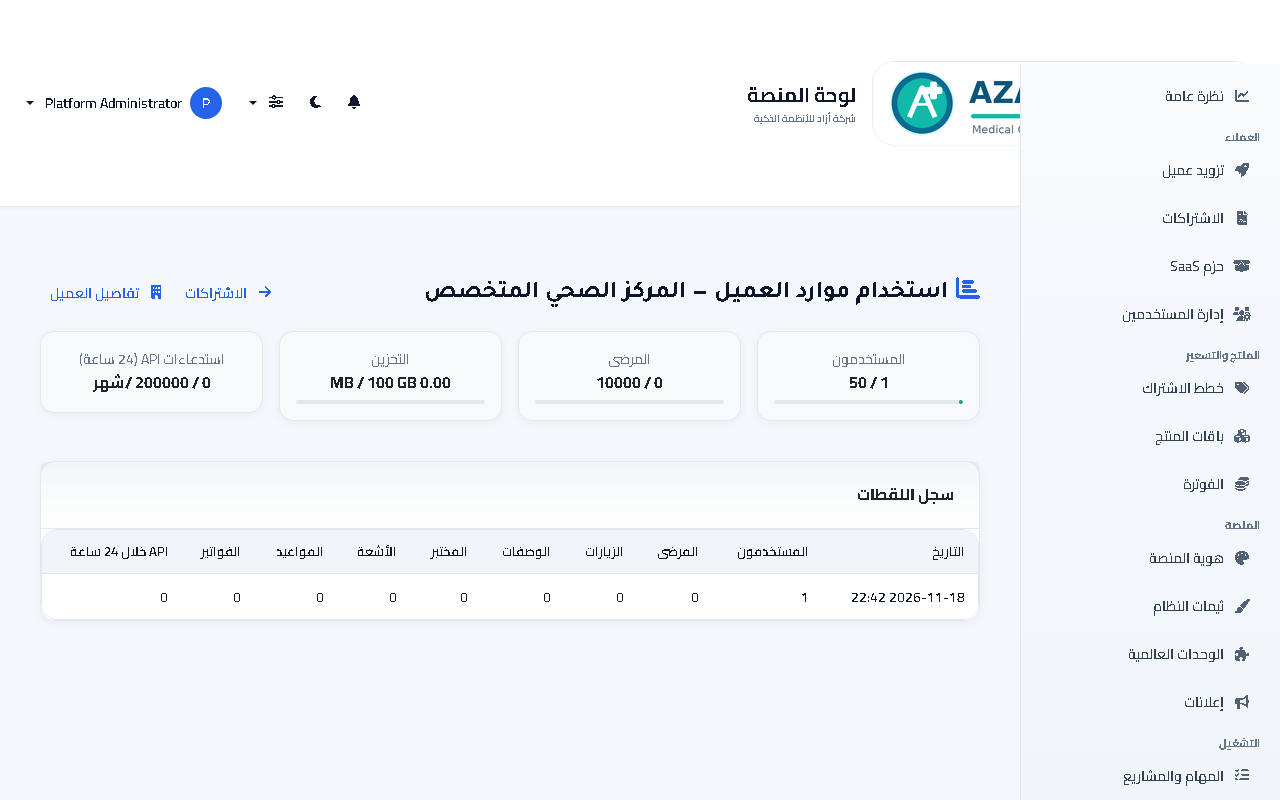 AZA
Medical
لوحة المنصة
شركة أزاد للأنظمة الذكية
P
Platform Administrator
نظرة عامة
العملاء
تزويد عميل
الاشتراكات
حزم SaaS
إدارة المستخدمين
المنتج والتسعير
خطط الاشتراك
باقات المنتج
الفوترة
المنصة
هوية المنصة
ثيمات النظام
الوحدات العالمية
إعلانات
التشغيل
المهام والمشاريع
استخدام موارد العميل – المركز الصحي المتخصص
الاشتراكات
تفاصيل العميل
المستخدمون
1 / 50
المرضى
0 / 10000
التخزين
0.00 MB / 100 GB
استدعاءات API (24 ساعة)
0 / 200000 /شهر
سجل اللقطات
التاريخ المستخدمون المرضى الزيارات الوصفات المختبر الأشعة المواعيد الفواتير API خلال 24 ساعة
2026-11-18 22:42 1 0 0 0 0 0 0 0 0